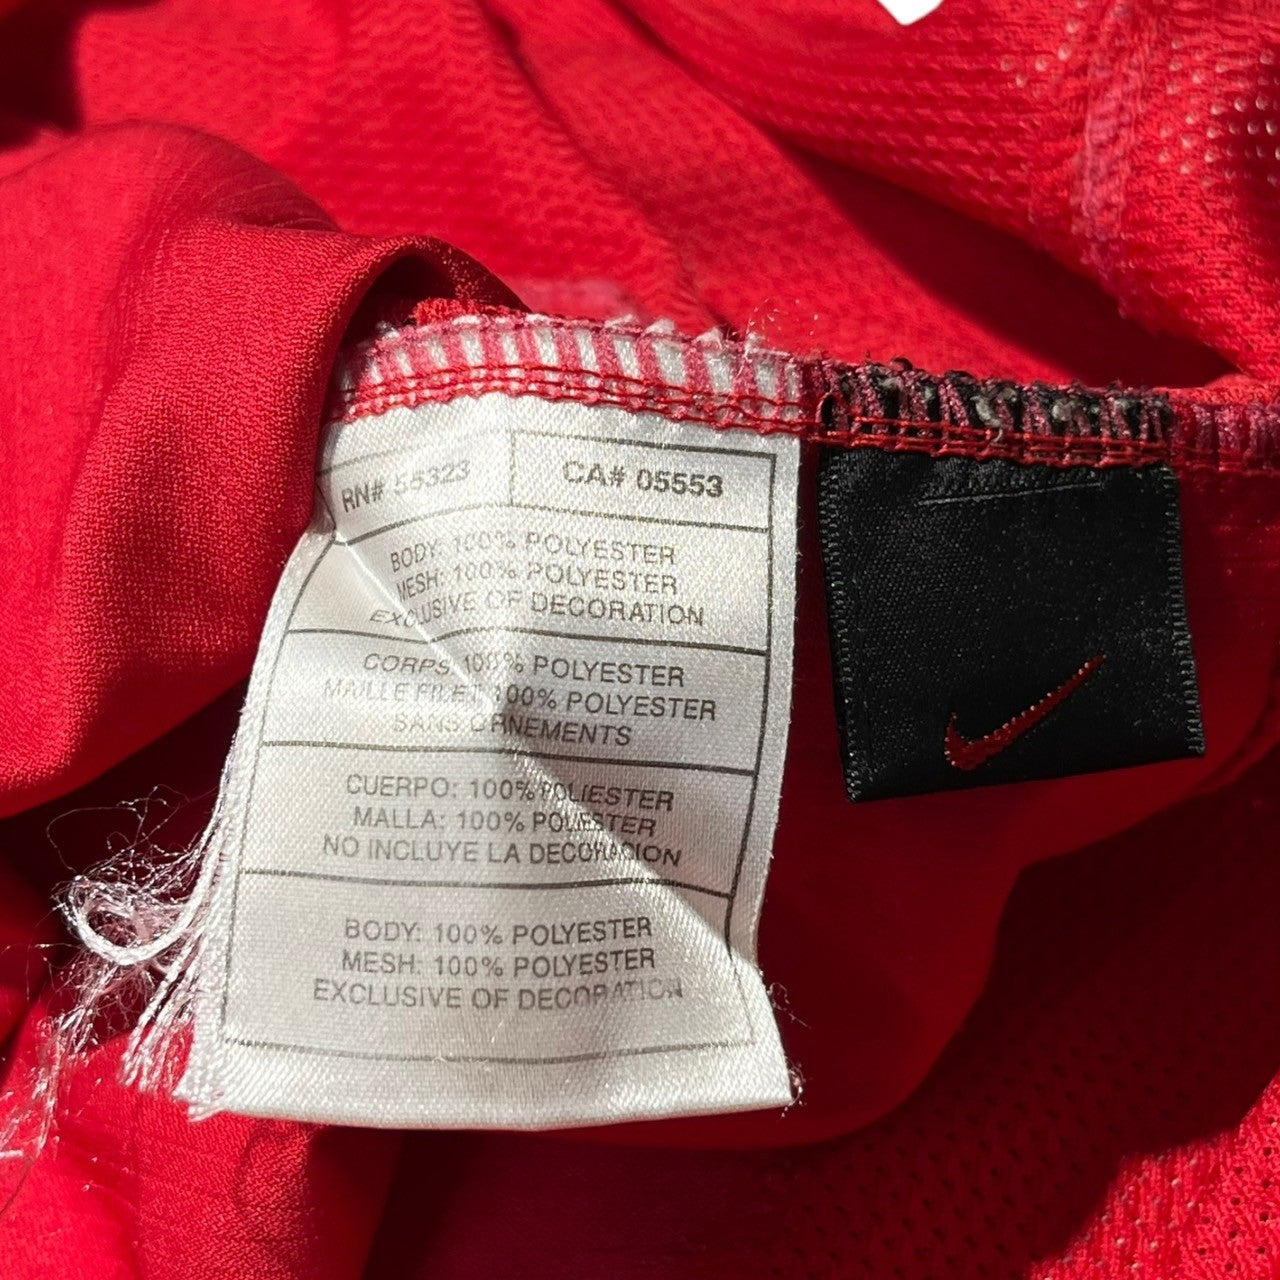 RN# 55323
CA# 05553
BODY: 100% POLYESTER
MESH: 100% POLYESTER
EXCLUSIVE OF DECORATION
CORPS: 100% POLYESTER
MAILLE FILET 100% POLYESTER
SANS ORNEMENTS
CUERPO: 100% POLIESTER
MALLA: 100% POLIESTER
NO INCLUYE LA DECORACION
BODY: 100% POLYESTER
MESH: 100% POLYESTER
EXCLUSIVE OF DECORATION